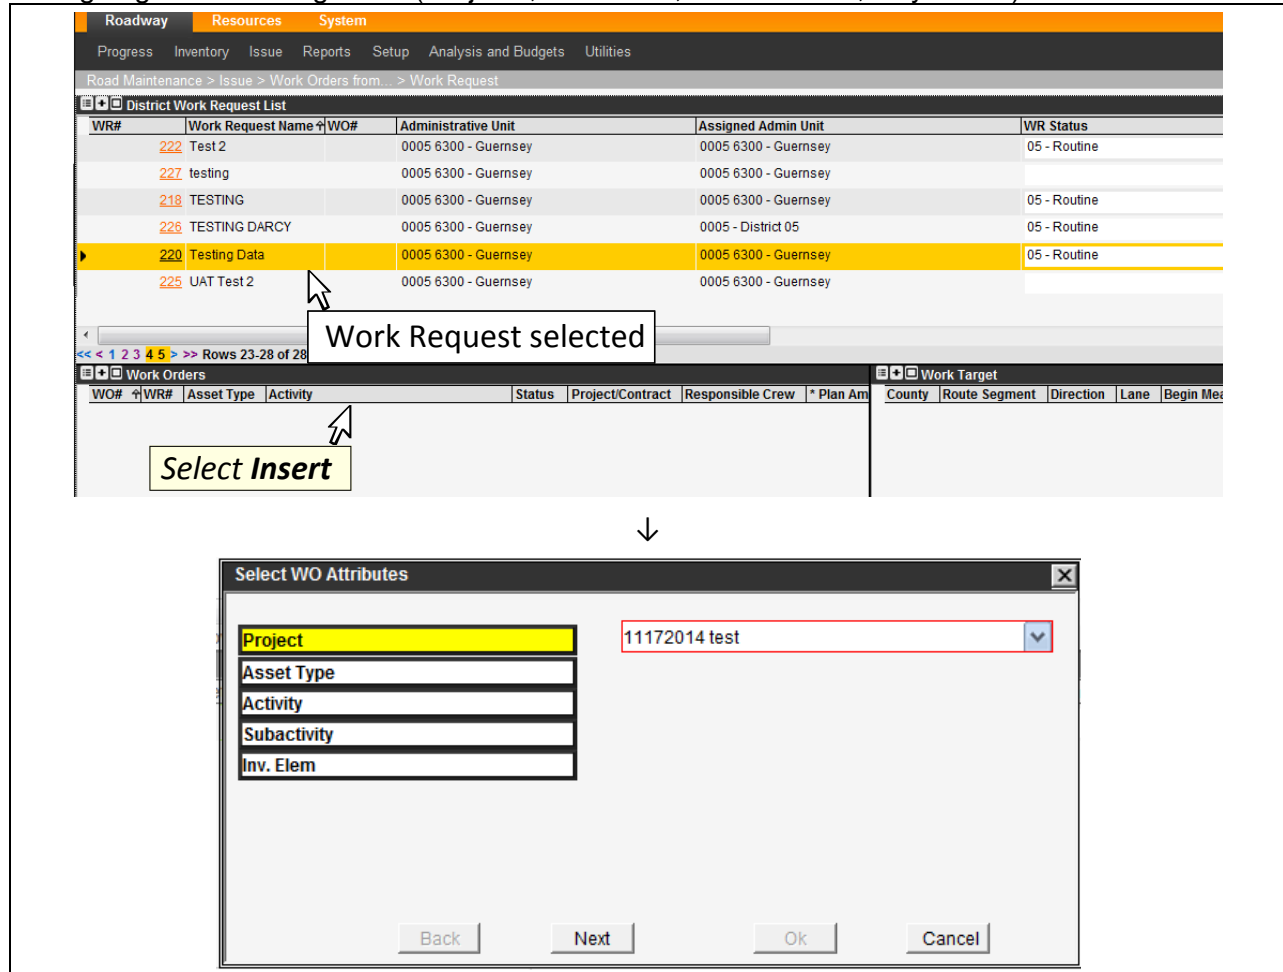 Roadway Resources System
Progress Inventory Issue Reports Setup Analysis and Budgets Utilities
Road Maintenance > Issue > Work Orders from... > Work Request
District Work Request List
WR# Work Request Name WO# Administrative Unit Assigned Admin Unit WR Status
222 Test 2 0005 6300 - Guernsey 0005 6300 - Guernsey 05 - Routine
227 testing 0005 6300 - Guernsey 0005 6300 - Guernsey
218 TESTING 0005 6300 - Guernsey 0005 6300 - Guernsey 05 - Routine
226 TESTING DARCY 0005 6300 - Guernsey 0005 - District 05 05 - Routine
220 Testing Data 0005 6300 - Guernsey 0005 6300 - Guernsey 05 - Routine
225 UAT Test 2 0005 6300 - Guernsey 0005 6300 - Guernsey
Work Request selected
<< < 1 2 3 4 5 > >> Rows 23-28 of 28
Work Orders
WO# WR# Asset Type Activity Status Project/Contract Responsible Crew * Plan Am
Work Target
County Route Segment Direction Lane Begin Mea
Select Insert
↓
Select WO Attributes
Project 11172014 test
Asset Type
Activity
Subactivity
Inv. Elem
Back Next Ok Cancel